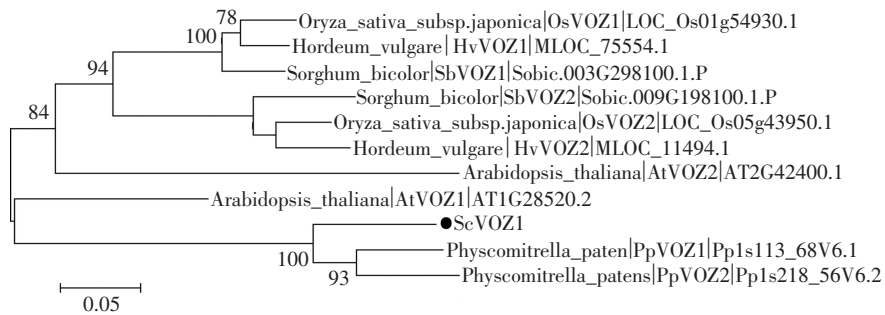 78
Oryza_sativa_subsp.japonica|OsVOZ1|LOC_Os01g54930.1
100
Hordeum_vulgare|HvVOZ1|MLOC_75554.1
94
Sorghum_bicolor|SbVOZ1|Sobic.003G298100.1.P
Sorghum_bicolor|SbVOZ2|Sobic.009G198100.1.P
84
Oryza_sativa_subsp.japonica|OsVOZ2|LOC_Os05g43950.1
Hordeum_vulgare|HvVOZ2|MLOC_11494.1
Arabidopsis_thaliana|AtVOZ2|AT2G42400.1
Arabidopsis_thaliana|AtVOZ1|AT1G28520.2
ScVOZ1
100
Physcomitrella_paten|PpVOZ1|Pp1s113_68V6.1
93
Physcomitrella_patens|PpVOZ2|Pp1s218_56V6.2
0.05